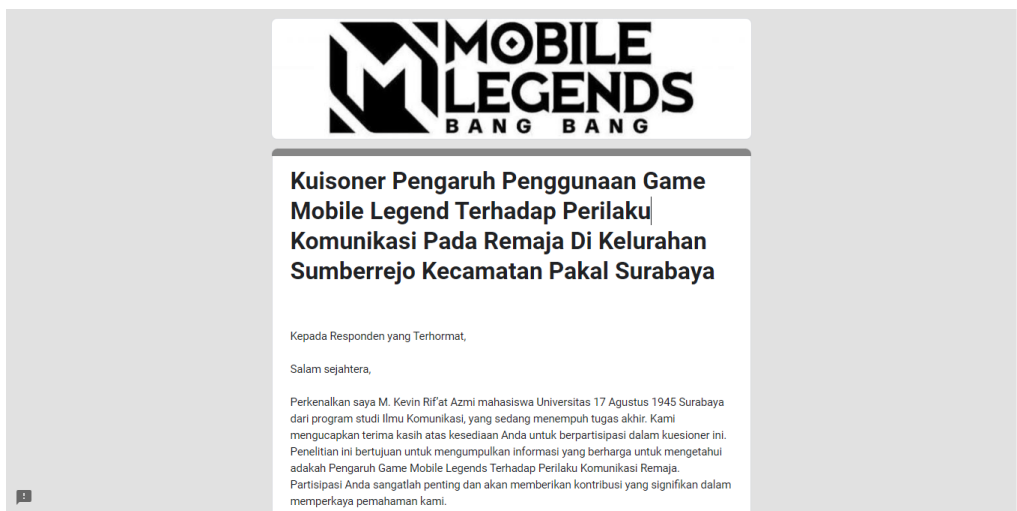 MOBILE
LEGENDS
BANG BANG
Kuisoner Pengaruh Penggunaan Game
Mobile Legend Terhadap Perilaku
Komunikasi Pada Remaja Di Kelurahan
Sumberrejo Kecamatan Pakal Surabaya
Kepada Responden yang Terhormat,
Salam sejahtera,
Perkenalkan saya M. Kevin Rif'at Azmi mahasiswa Universitas 17 Agustus 1945 Surabaya
dari program studi Ilmu Komunikasi, yang sedang menempuh tugas akhir. Kami
mengucapkan terima kasih atas kesediaan Anda untuk berpartisipasi dalam kuesioner ini.
Penelitian ini bertujuan untuk mengumpulkan informasi yang berharga untuk mengetahui
adakah Pengaruh Game Mobile Legends Terhadap Perilaku Komunikasi Remaja.
Partisipasi Anda sangatlah penting dan akan memberikan kontribusi yang signifikan dalam
memperkaya pemahaman kami.